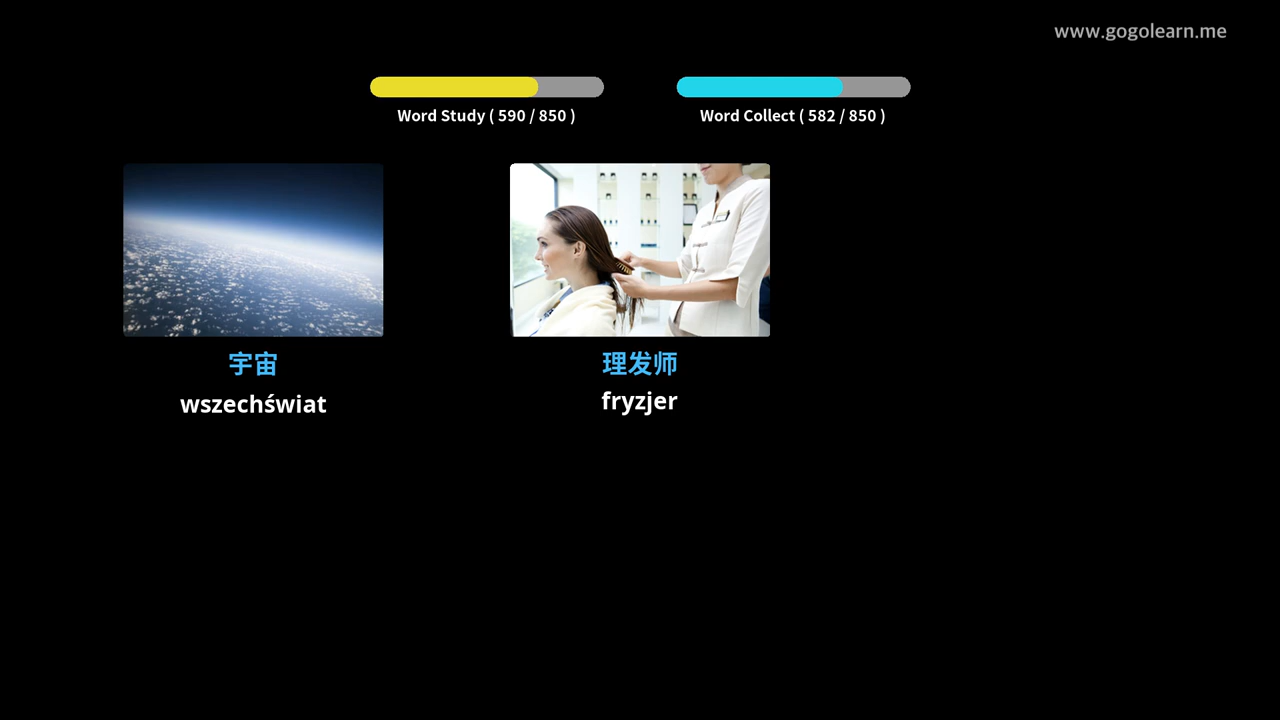 www.gogolearn.me
Word Study ( 590 / 850 )
Word Collect ( 582 / 850 )
宇宙
wszechświat
理发师
fryzjer